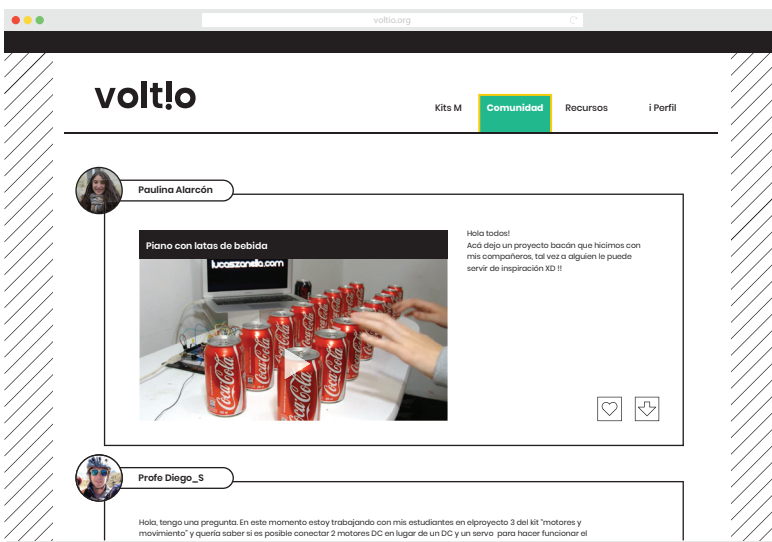 voltio.org
volt!o
Kits M
Comunidad
Recursos
i Perfil
Paulina Alarcón
Piano con latas de bebida
lucaszanella.com
Coca-Cola
Coca-Cola
Coca-Cola
Coca-Cola
Hola todos!
Acá dejo un proyecto bacán que hicimos con
mis compañeros, tal vez a alguien le puede
servir de inspiración XD !!
Profe Diego_S
Hola, tengo una pregunta. En este momento estoy trabajando con mis estudiantes en elproyecto 3 del kit "motores y
movimiento" y quería saber si es posible conectar 2 motores DC en lugar de un DC y un servo para hacer funcionar el